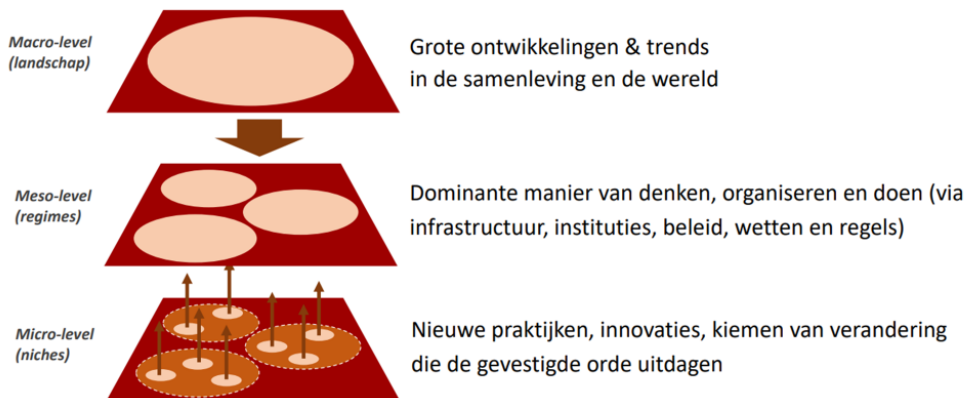 Macro-level
(landschap)
Grote ontwikkelingen & trends
in de samenleving en de wereld
Meso-level
(regimes)
Dominante manier van denken, organiseren en doen (via
infrastructuur, instituties, beleid, wetten en regels)
Micro-level
(niches)
Nieuwe praktijken, innovaties, kiemen van verandering
die de gevestigde orde uitdagen